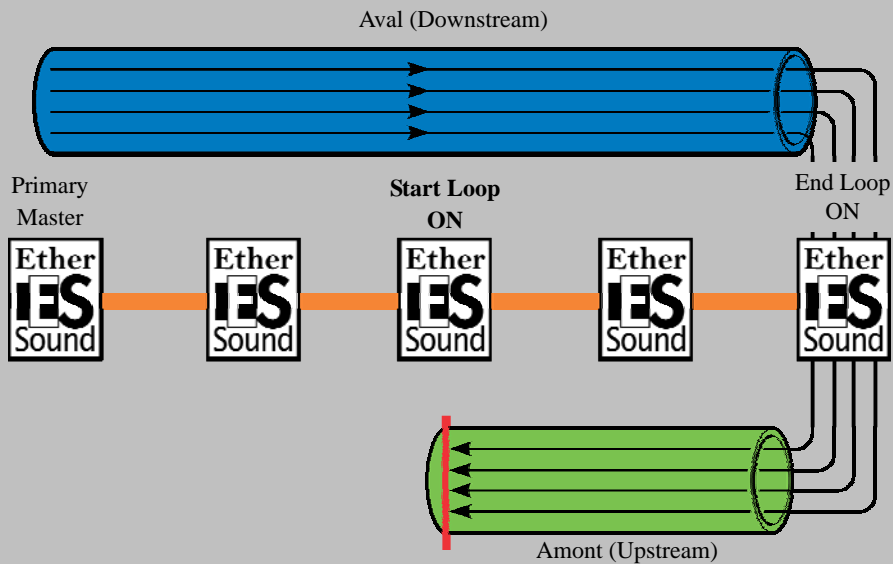 Aval (Downstream)
Primary
Master
Start Loop
ON
End Loop
ON
Ether
ES
Sound
Ether
ES
Sound
Ether
ES
Sound
Ether
ES
Sound
Ether
ES
Sound
Amont (Upstream)